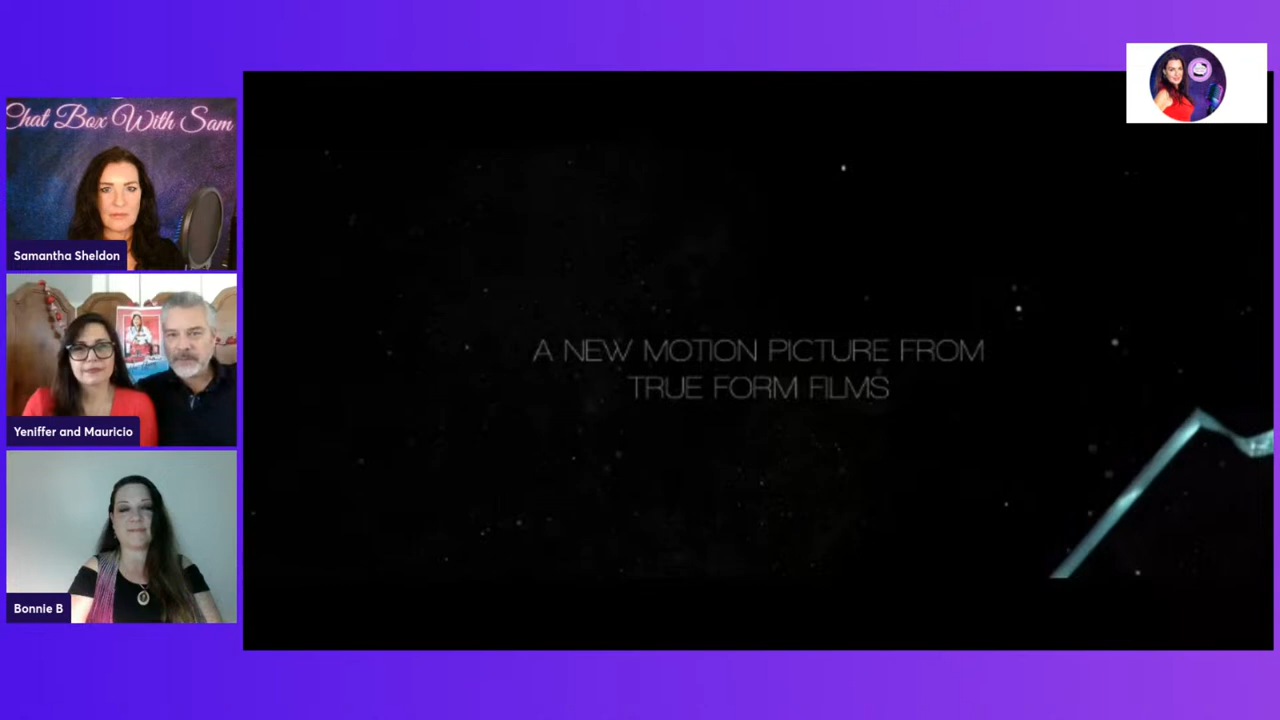 Chat Box With Sam
Samantha Sheldon
Yeniffer and Mauricio
Bonnie B
A NEW MOTION PICTURE FROM
TRUE FORM FILMS